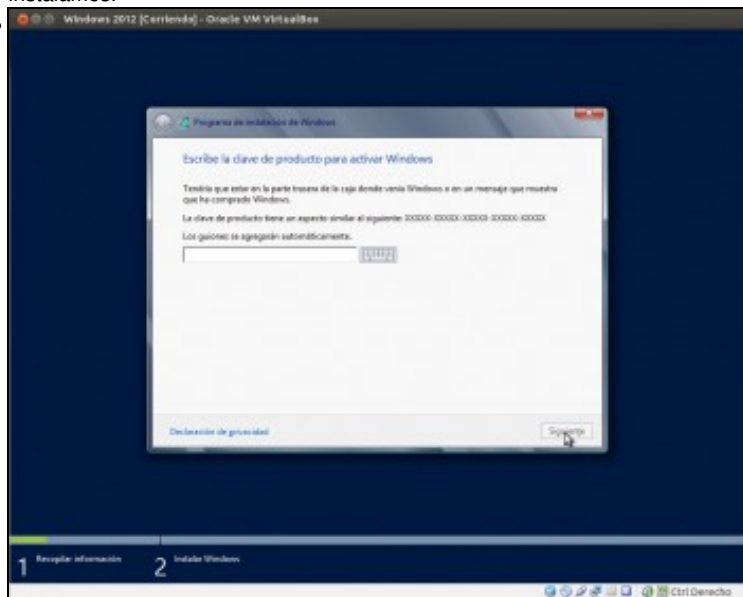 Instalamos.
Windows 2012 [Corriendo] - Oracle VM VirtualBox
Programa de instalación de Windows
Escribe la clave de producto para activar Windows
Tendría que estar en la parte trasera de la caja donde venía Windows o en un mensaje que muestra
que ha comprado Windows.
La clave de producto tiene un aspecto similar al siguiente: XXXXX-XXXXX-XXXXX-XXXXX-XXXXX
Los guiones se agregarán automáticamente.
Declaración de privacidad
Siguiente
1 Recopilar información
2 Instalar Windows
Ctrl Derecho